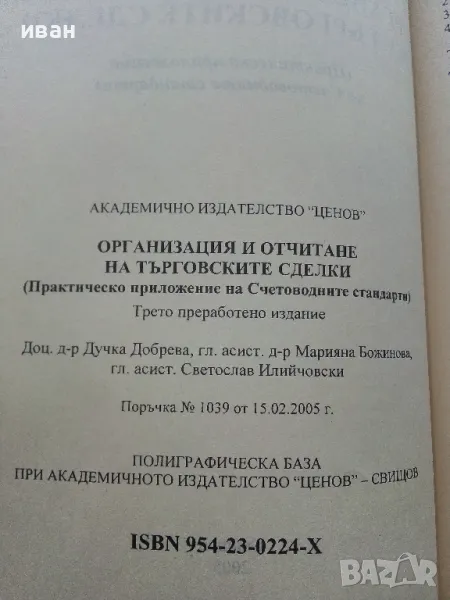 иван
АКАДЕМИЧНО ИЗДАТЕЛСТВО "ЦЕНОВ"
ОРГАНИЗАЦИЯ И ОТЧИТАНЕ
НА ТЪРГОВСКИТЕ СДЕЛКИ
(Практическо приложение на Счетоводните стандарти)
Трето преработено издание
Доц. д-р Дучка Добрева, гл. асист. д-р Марияна Божинова,
гл. асист. Светослав Илийчовски
Поръчка № 1039 от 15.02.2005 г.
ПОЛИГРАФИЧЕСКА БАЗА
ПРИ АКАДЕМИЧНОТО ИЗДАТЕЛСТВО "ЦЕНОВ" – СВИЩОВ
ISBN 954-23-0224-X
BAZAR